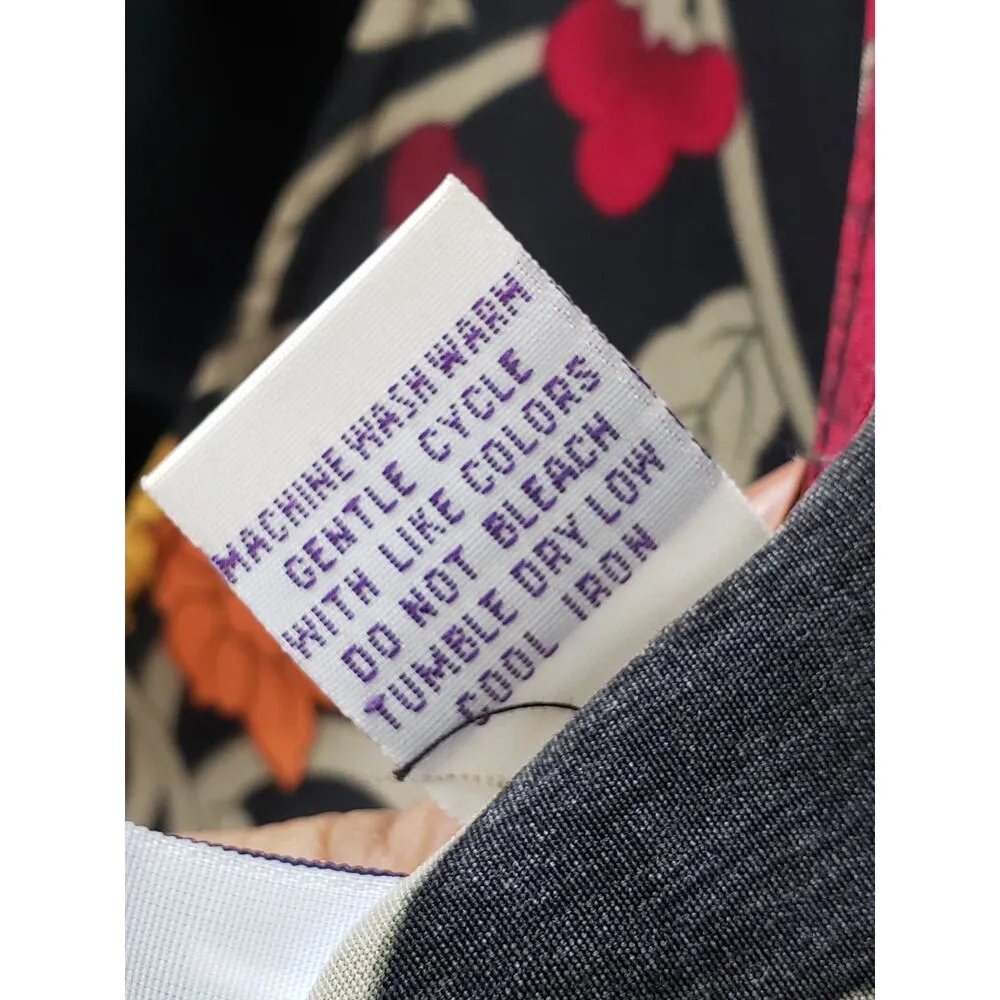 MACHINE WASH WARM
GENTLE CYCLE
WITH LIKE COLORS
DO NOT BLEACH
TUMBLE DRY LOW
COOL IRON